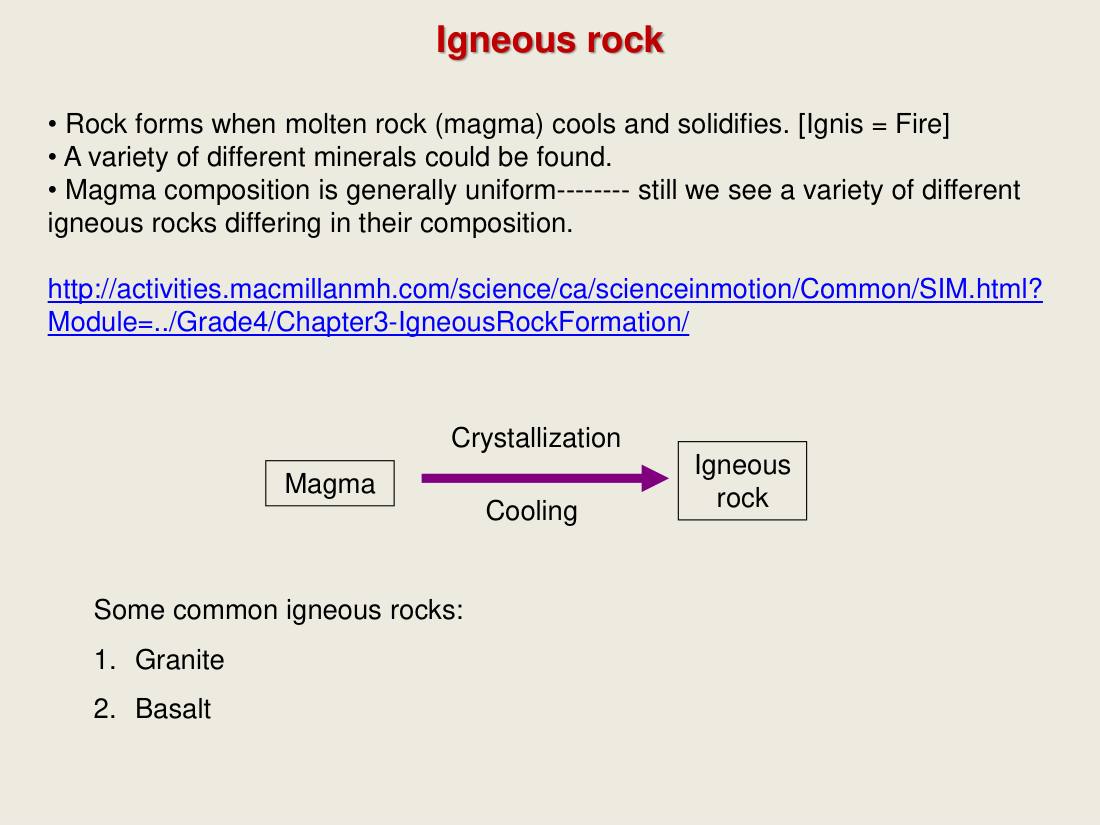 Igneous rock
• Rock forms when molten rock (magma) cools and solidifies. [Ignis = Fire]
• A variety of different minerals could be found.
• Magma composition is generally uniform-------- still we see a variety of different
igneous rocks differing in their composition.
http://activities.macmillanmh.com/science/ca/scienceinmotion/Common/SIM.html?
Module=../Grade4/Chapter3-IgneousRockFormation/
Crystallization
Magma
Igneous
rock
Cooling
Some common igneous rocks:
1. Granite
2. Basalt